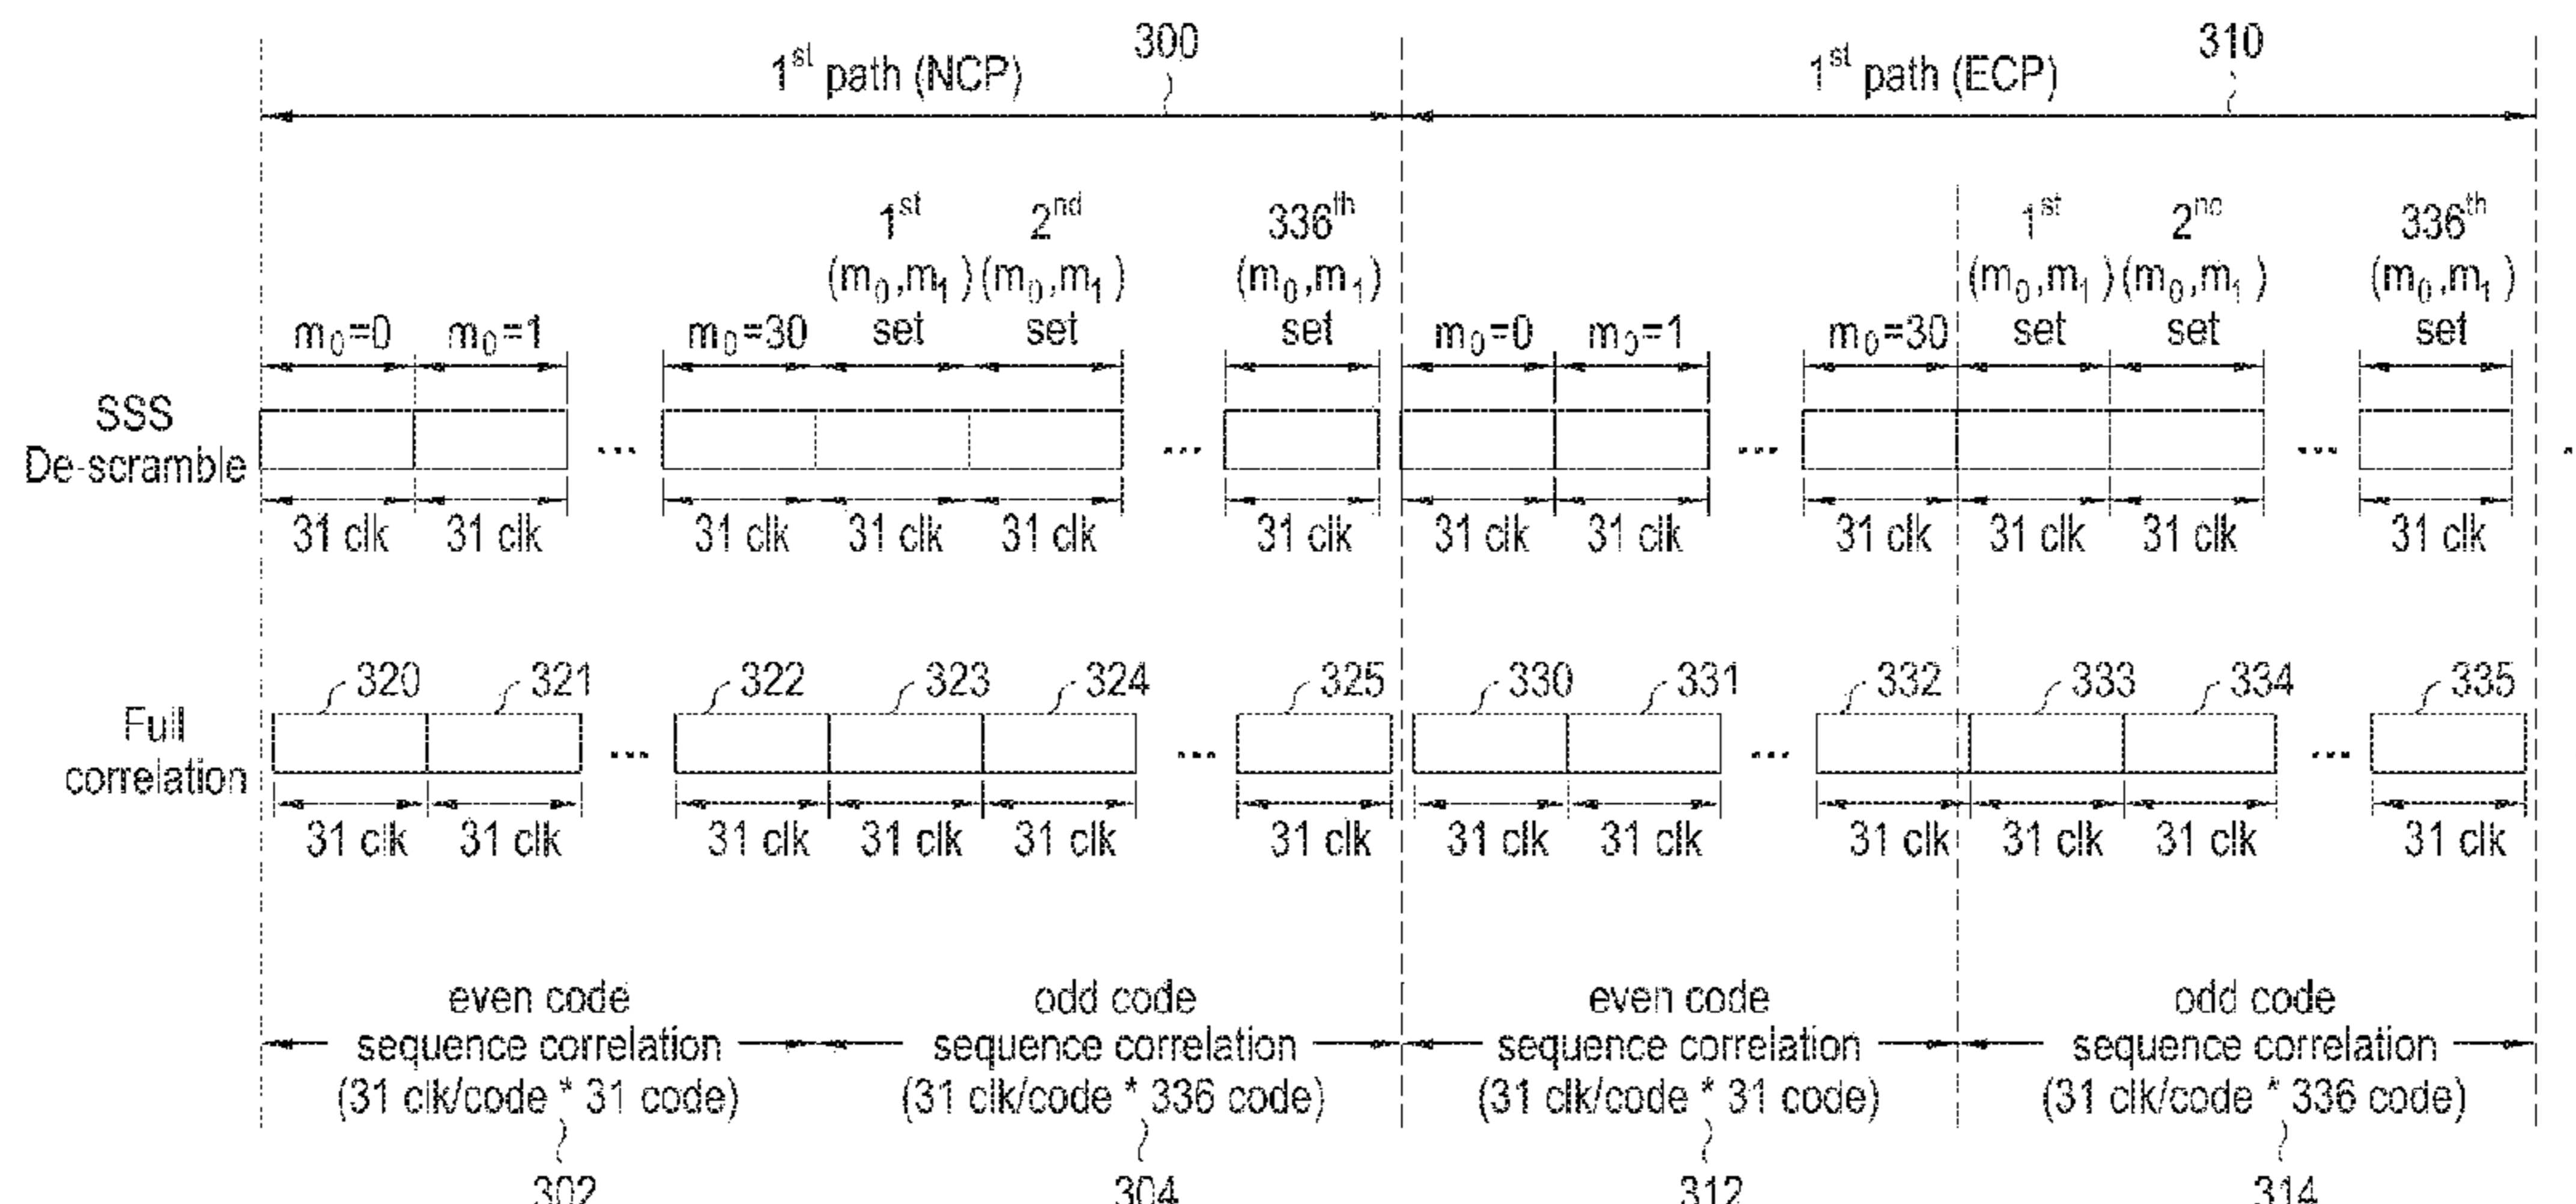 300
310
1st path (NCP)
1st path (ECP)
1st
2nd
336th
1st
2nd
336th
(m0,m1)
(m0,m1)
(m0,m1)
(m0,m1)
(m0,m1)
(m0,m1)
m0=0
m0=1
m0=30
set
set
set
m0=0
m0=1
m0=30
set
set
set
SSS
De-scramble
...
...
...
...
31 clk
31 clk
31 clk
31 clk
31 clk
31 clk
31 clk
31 clk
31 clk
31 clk
31 clk
31 clk
320
321
322
323
324
325
330
331
332
333
334
335
Full
correlation
...
...
...
...
31 clk
31 clk
31 clk
31 clk
31 clk
31 clk
31 clk
31 clk
31 clk
31 clk
31 clk
31 clk
even code
sequence correlation
(31 clk/code * 31 code)
odd code
sequence correlation
(31 clk/code * 336 code)
even code
sequence correlation
(31 clk/code * 31 code)
odd code
sequence correlation
(31 clk/code * 336 code)
302
304
312
314